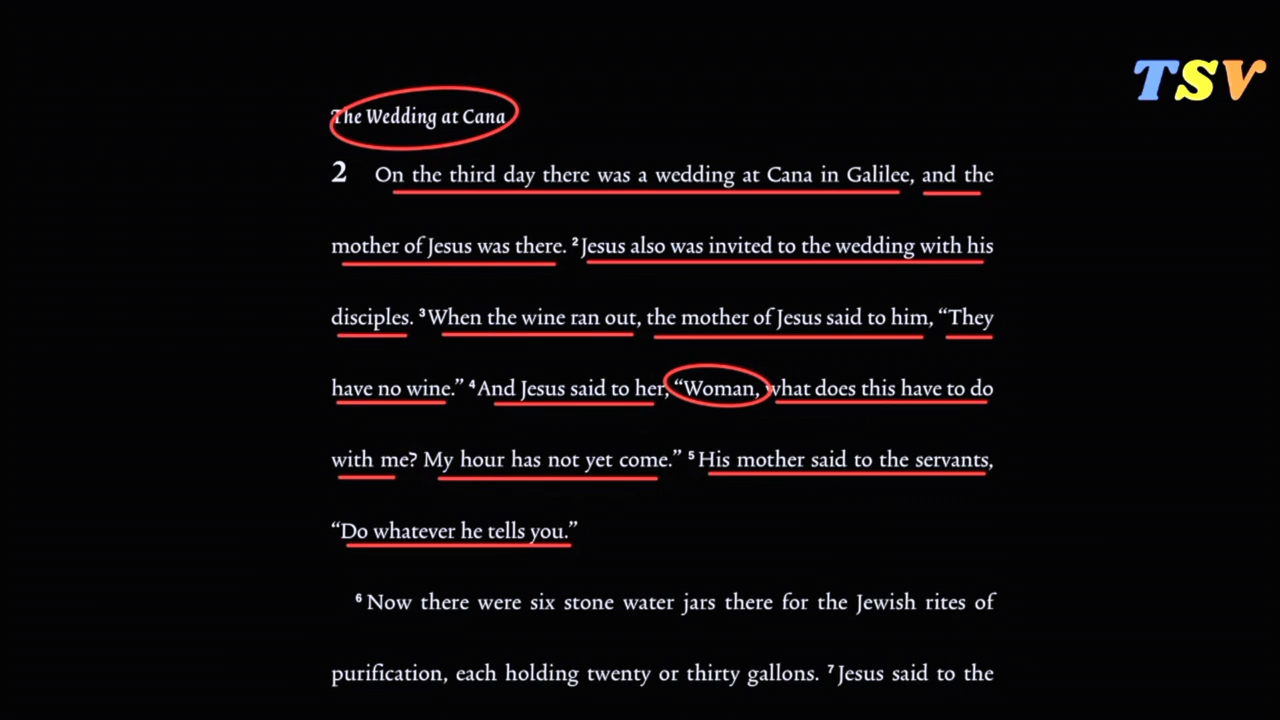 TSV
The Wedding at Cana
2 On the third day there was a wedding at Cana in Galilee, and the
mother of Jesus was there. ²Jesus also was invited to the wedding with his
disciples. ³When the wine ran out, the mother of Jesus said to him, “They
have no wine.” ⁴And Jesus said to her, “Woman, what does this have to do
with me? My hour has not yet come.” ⁵His mother said to the servants,
“Do whatever he tells you.”
⁶Now there were six stone water jars there for the Jewish rites of
purification, each holding twenty or thirty gallons. ⁷Jesus said to the